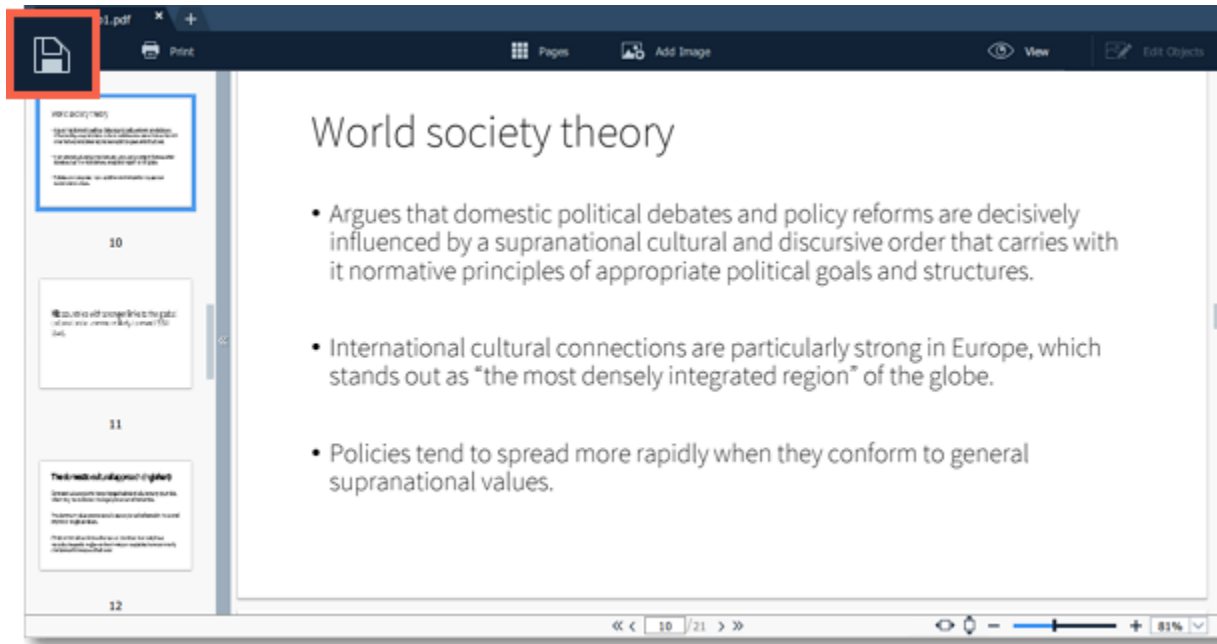 1.pdf × +
Print
Pages
Add Image
View
Edit Objects
10
11
12
World society theory
• Argues that domestic political debates and policy reforms are decisively
influenced by a supranational cultural and discursive order that carries with
it normative principles of appropriate political goals and structures.
• International cultural connections are particularly strong in Europe, which
stands out as “the most densely integrated region” of the globe.
• Policies tend to spread more rapidly when they conform to general
supranational values.
10 /21
81%